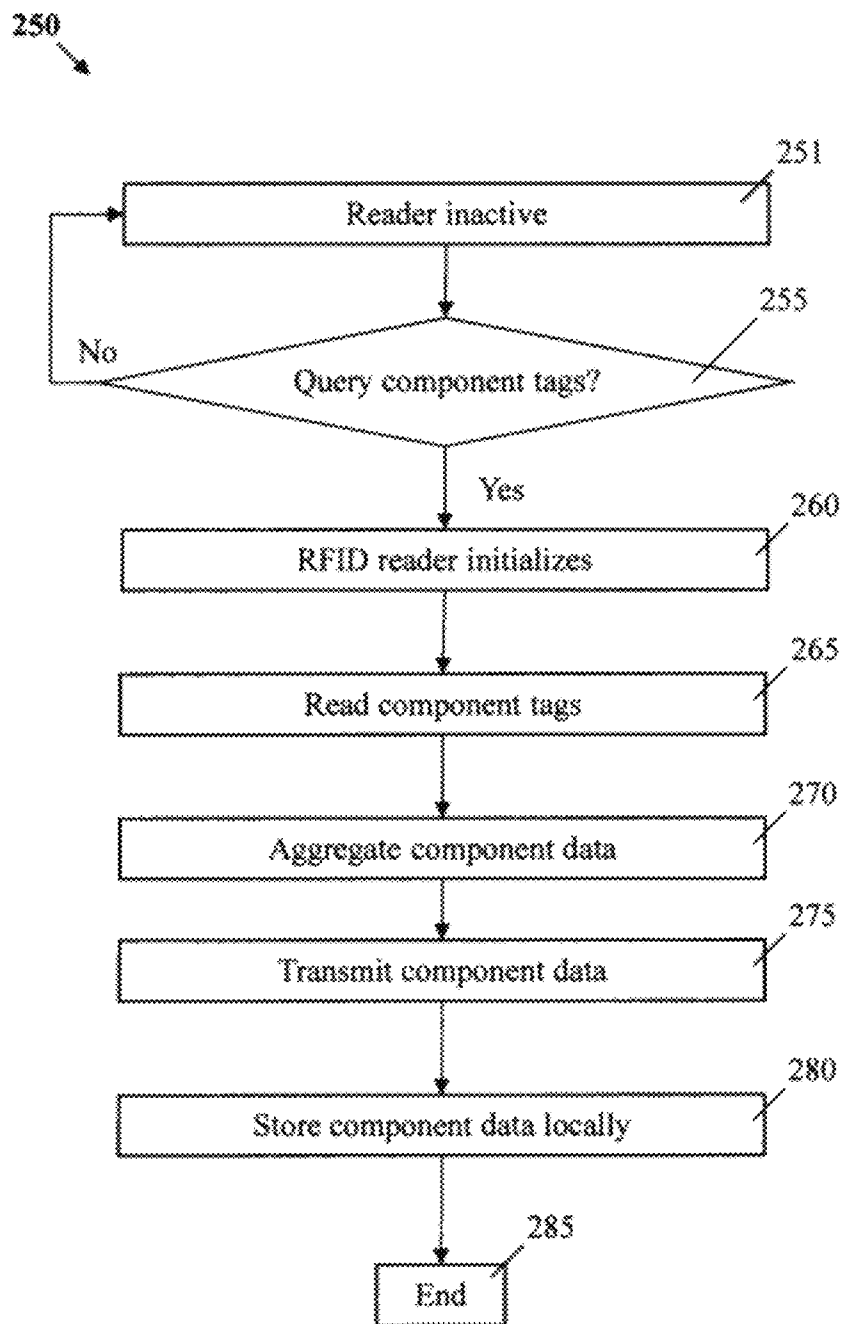 250
251
Reader inactive
255
No
Query component tags?
Yes
260
RFID reader initializes
265
Read component tags
270
Aggregate component data
275
Transmit component data
280
Store component data locally
285
End